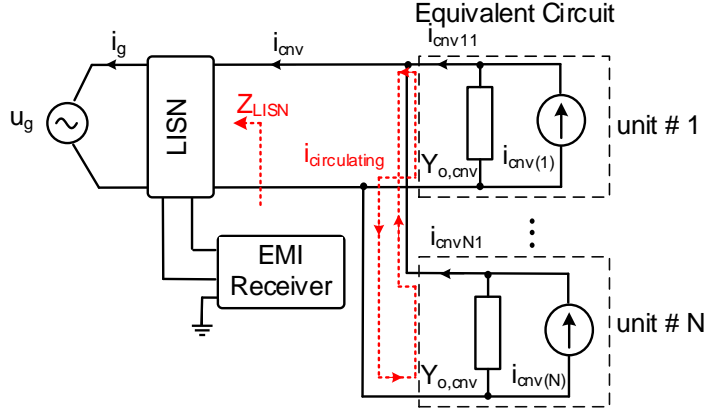 Equivalent Circuit
i_g
i_cnv
i_cnv11
u_g
LISN
Z_LISN
i_circulating
Y_o,cnv
i_cnv(1)
unit # 1
EMI
Receiver
i_cnvN1
⋮
Y_o,cnv
i_cnv(N)
unit # N